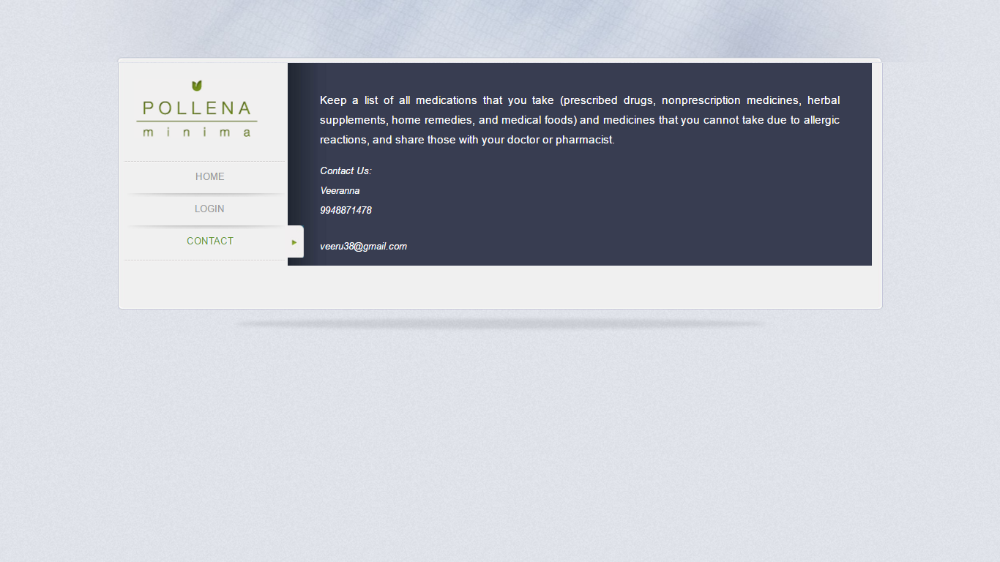 POLLENA
minima
HOME
LOGIN
CONTACT
Keep a list of all medications that you take (prescribed drugs, nonprescription medicines, herbal
supplements, home remedies, and medical foods) and medicines that you cannot take due to allergic
reactions, and share those with your doctor or pharmacist.
Contact Us:
Veeranna
9948871478
veeru38@gmail.com